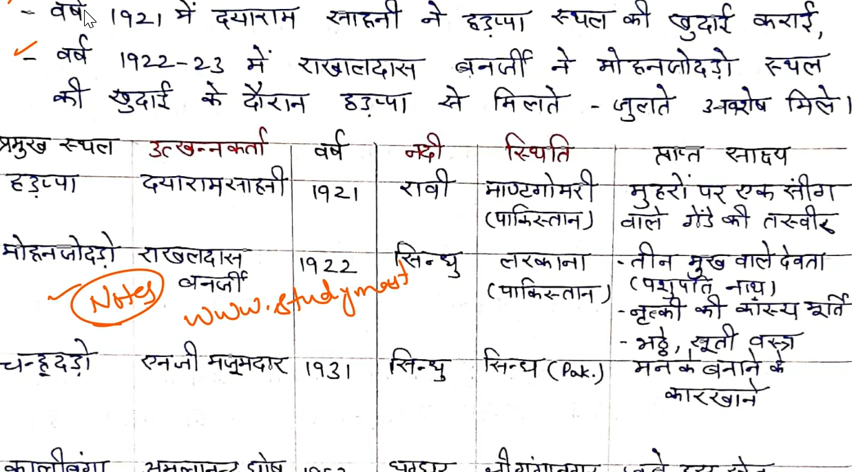 - वर्ष 1921 में दयाराम साहनी ने हड़प्पा स्थल की खुदाई कराई,
- वर्ष 1922-23 में राखालदास बनर्जी ने मोहनजोदड़ो स्थल
की खुदाई के दौरान हड़प्पा से मिलते - जुलते अवशेष मिले।
प्रमुख स्थल उत्खननकर्ता वर्ष नदी स्थिति प्राप्त साक्ष्य
हड़प्पा दयारामसाहनी 1921 रावी माण्टगोमरी मुहरों पर एक सींग
(पाकिस्तान) वाले गेंडे की तस्वीर
मोहनजोदड़ो राखलदास 1922 सिन्धु लरकाना - तीन मुख वाले देवता
बनर्जी (पाकिस्तान) (पशुपति नाथ)
Notes www.studymast - नृत्की की कांस्य मूर्ति
- भट्ठे, सूती वस्त्र
चन्हूदड़ो एनजी मजूमदार 1931 सिन्धु सिन्ध (Pak.) मनके बनाने के
कारखाने
कालीबंगा